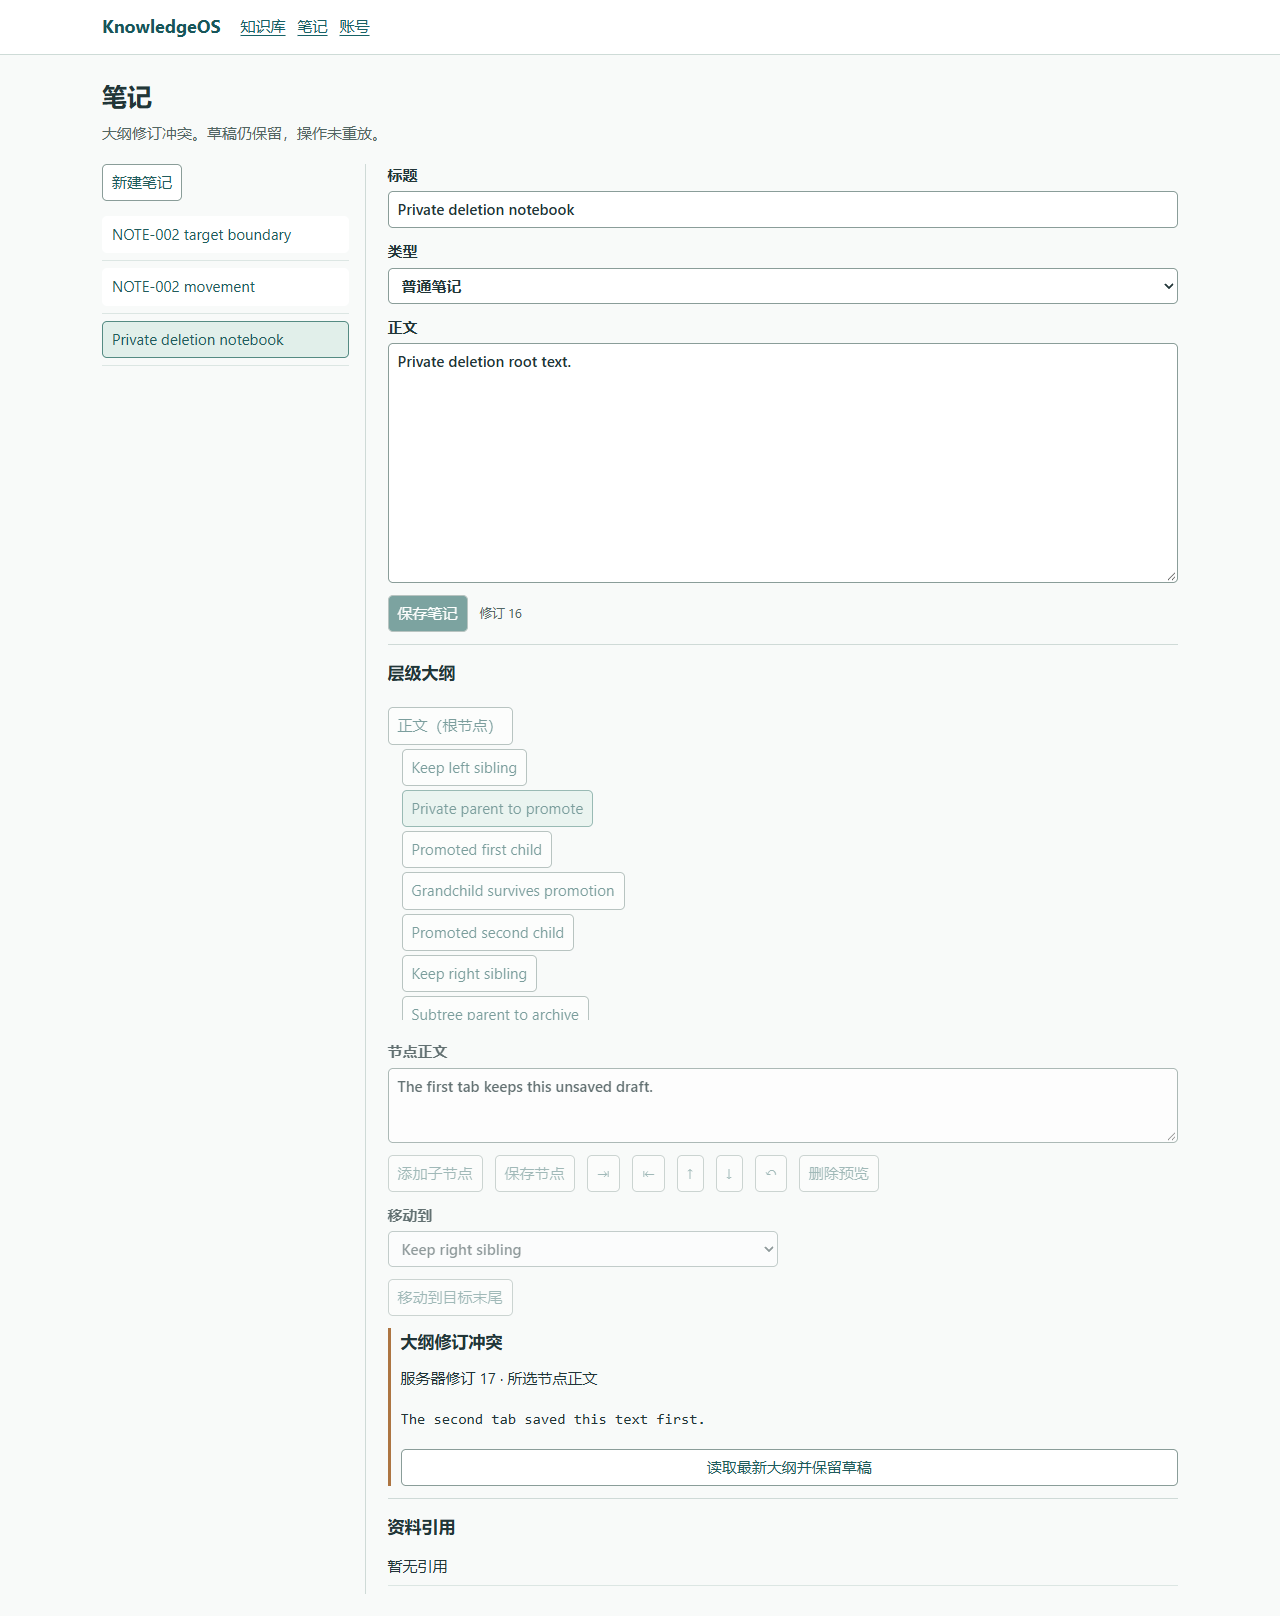 KnowledgeOS 知识库 笔记 账号
笔记
大纲修订冲突。草稿仍保留，操作未重放。
新建笔记
NOTE-002 target boundary
NOTE-002 movement
Private deletion notebook
标题
Private deletion notebook
类型
普通笔记
正文
Private deletion root text.
保存笔记 修订 16
层级大纲
正文（根节点）
Keep left sibling
Private parent to promote
Promoted first child
Grandchild survives promotion
Promoted second child
Keep right sibling
Subtree parent to archive
节点正文
The first tab keeps this unsaved draft.
添加子节点 保存节点 ⇥ ⇤ ↑ ↓ ↶ 删除预览
移动到
Keep right sibling
移动到目标末尾
大纲修订冲突
服务器修订 17 · 所选节点正文
The second tab saved this text first.
读取最新大纲并保留草稿
资料引用
暂无引用